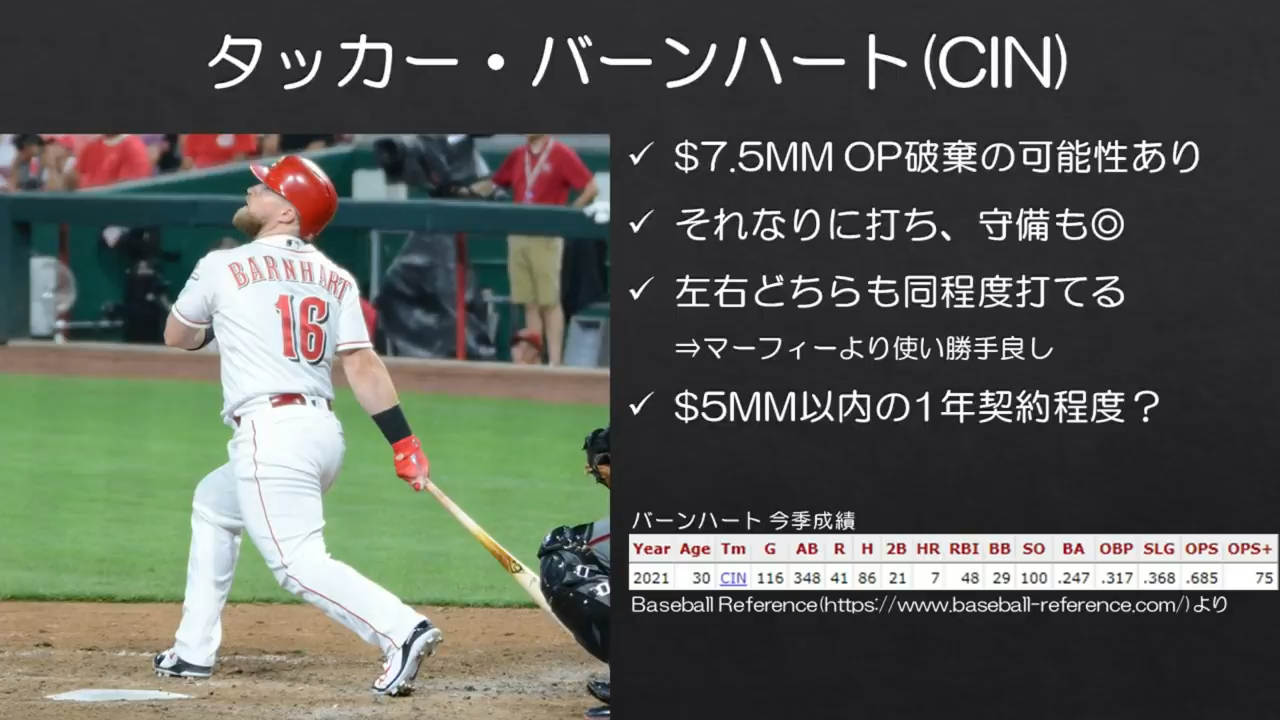 タッカー・バーンハート(CIN)
BARNHART
16
✓ $7.5MM OP破棄の可能性あり
✓ それなりに打ち、守備も◎
✓ 左右どちらも同程度打てる
⇒マーフィーより使い勝手良し
✓ $5MM以内の1年契約程度？
バーンハート 今季成績
Year Age Tm G AB R H 2B HR RBI BB SO BA OBP SLG OPS OPS+
2021 30 CIN 116 348 41 86 21 7 48 29 100 .247 .317 .368 .685 75
Baseball Reference(https://www.baseball-reference.com/)より